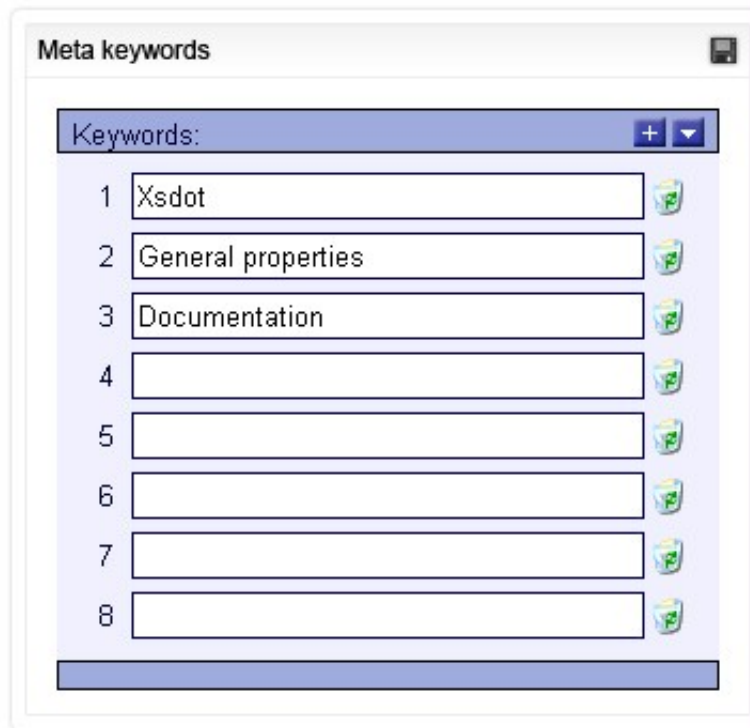 Meta keywords
Keywords:
1 Xsdot
2 General properties
3 Documentation
4
5
6
7
8